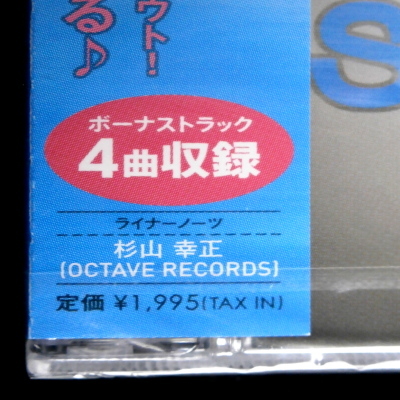 ウト!
る♪
S
ボーナストラック
4曲収録
ライナーノーツ
杉山 幸正
(OCTAVE RECORDS)
定価 ¥1,995(TAX IN)